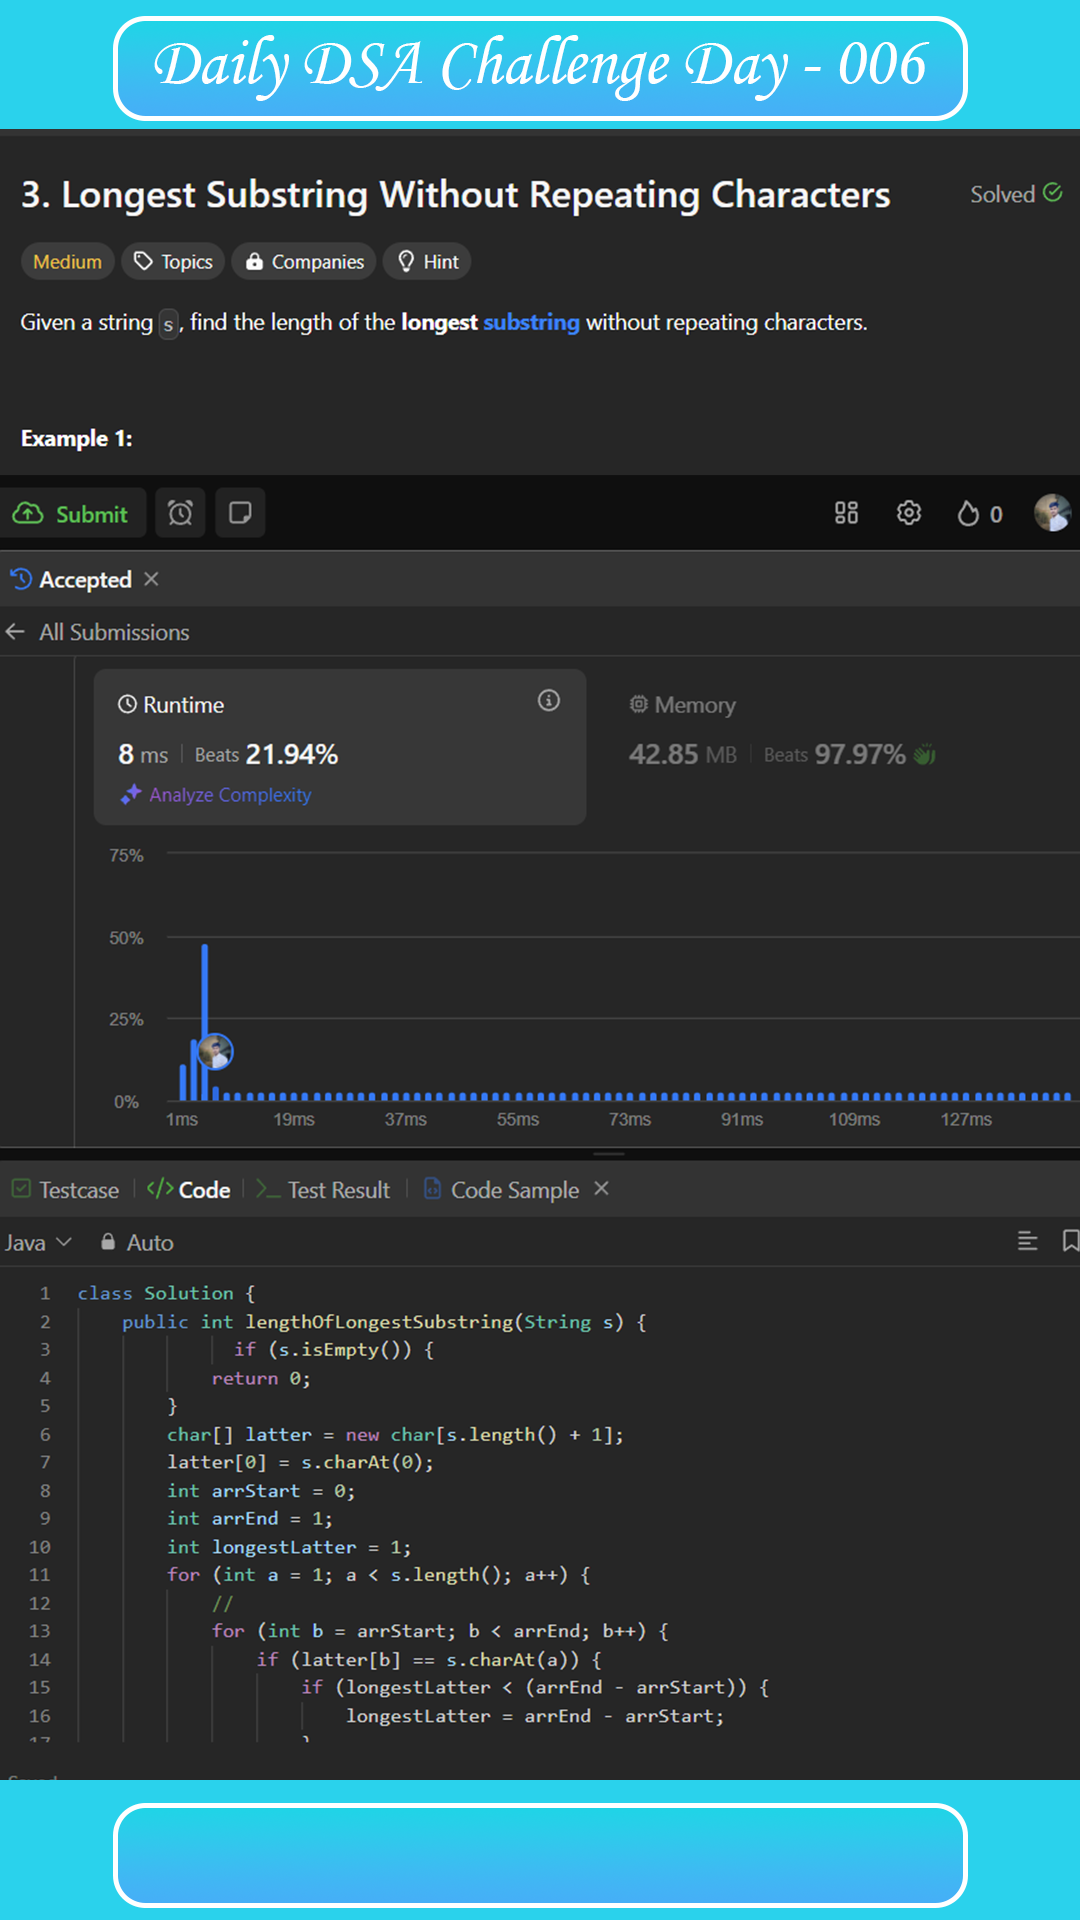 Daily DSA Challenge Day - 006
3. Longest Substring Without Repeating Characters
Solved
Medium Topics Companies Hint
Given a string s, find the length of the longest substring without repeating characters.
Example 1:
Submit
0
Accepted
All Submissions
Runtime
8 ms | Beats 21.94%
Analyze Complexity
Memory
42.85 MB | Beats 97.97%
75%
50%
25%
0%
1ms 19ms 37ms 55ms 73ms 91ms 109ms 127ms
Testcase | </> Code | >_ Test Result | Code Sample
Java Auto
1 class Solution {
2 public int lengthOfLongestSubstring(String s) {
3 if (s.isEmpty()) {
4 return 0;
5 }
6 char[] latter = new char[s.length() + 1];
7 latter[0] = s.charAt(0);
8 int arrStart = 0;
9 int arrEnd = 1;
10 int longestLatter = 1;
11 for (int a = 1; a < s.length(); a++) {
12 //
13 for (int b = arrStart; b < arrEnd; b++) {
14 if (latter[b] == s.charAt(a)) {
15 if (longestLatter < (arrEnd - arrStart)) {
16 longestLatter = arrEnd - arrStart;